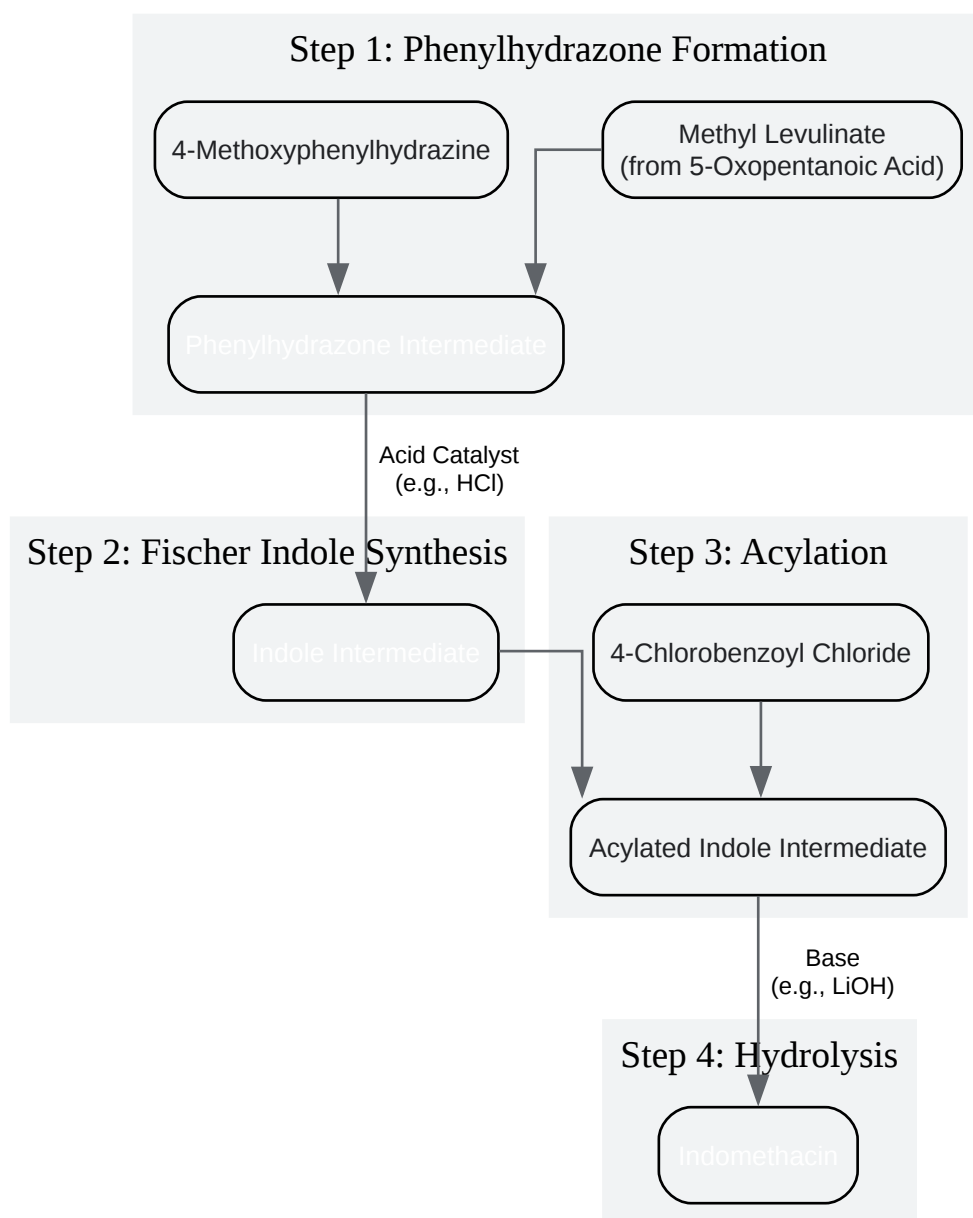 Step 1: Phenylhydrazone Formation
4-Methoxyphenylhydrazine
Methyl Levulinate
(from 5-Oxopentanoic Acid)
Phenylhydrazone Intermediate
Acid Catalyst
(e.g., HCl)
Step 2: Fischer Indole Synthesis
Indole Intermediate
Step 3: Acylation
4-Chlorobenzoyl Chloride
Acylated Indole Intermediate
Base
(e.g., LiOH)
Step 4: Hydrolysis
Indomethacin